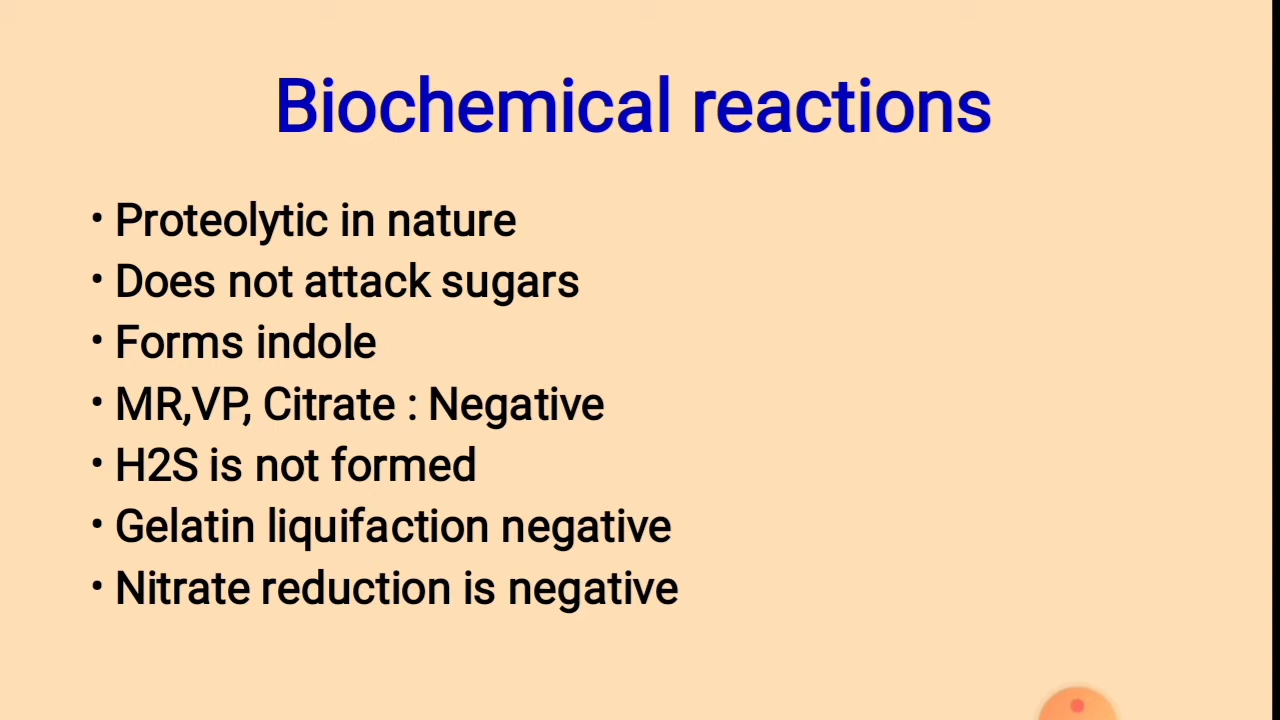 Biochemical reactions
• Proteolytic in nature
• Does not attack sugars
• Forms indole
• MR,VP, Citrate : Negative
• H2S is not formed
• Gelatin liquifaction negative
• Nitrate reduction is negative